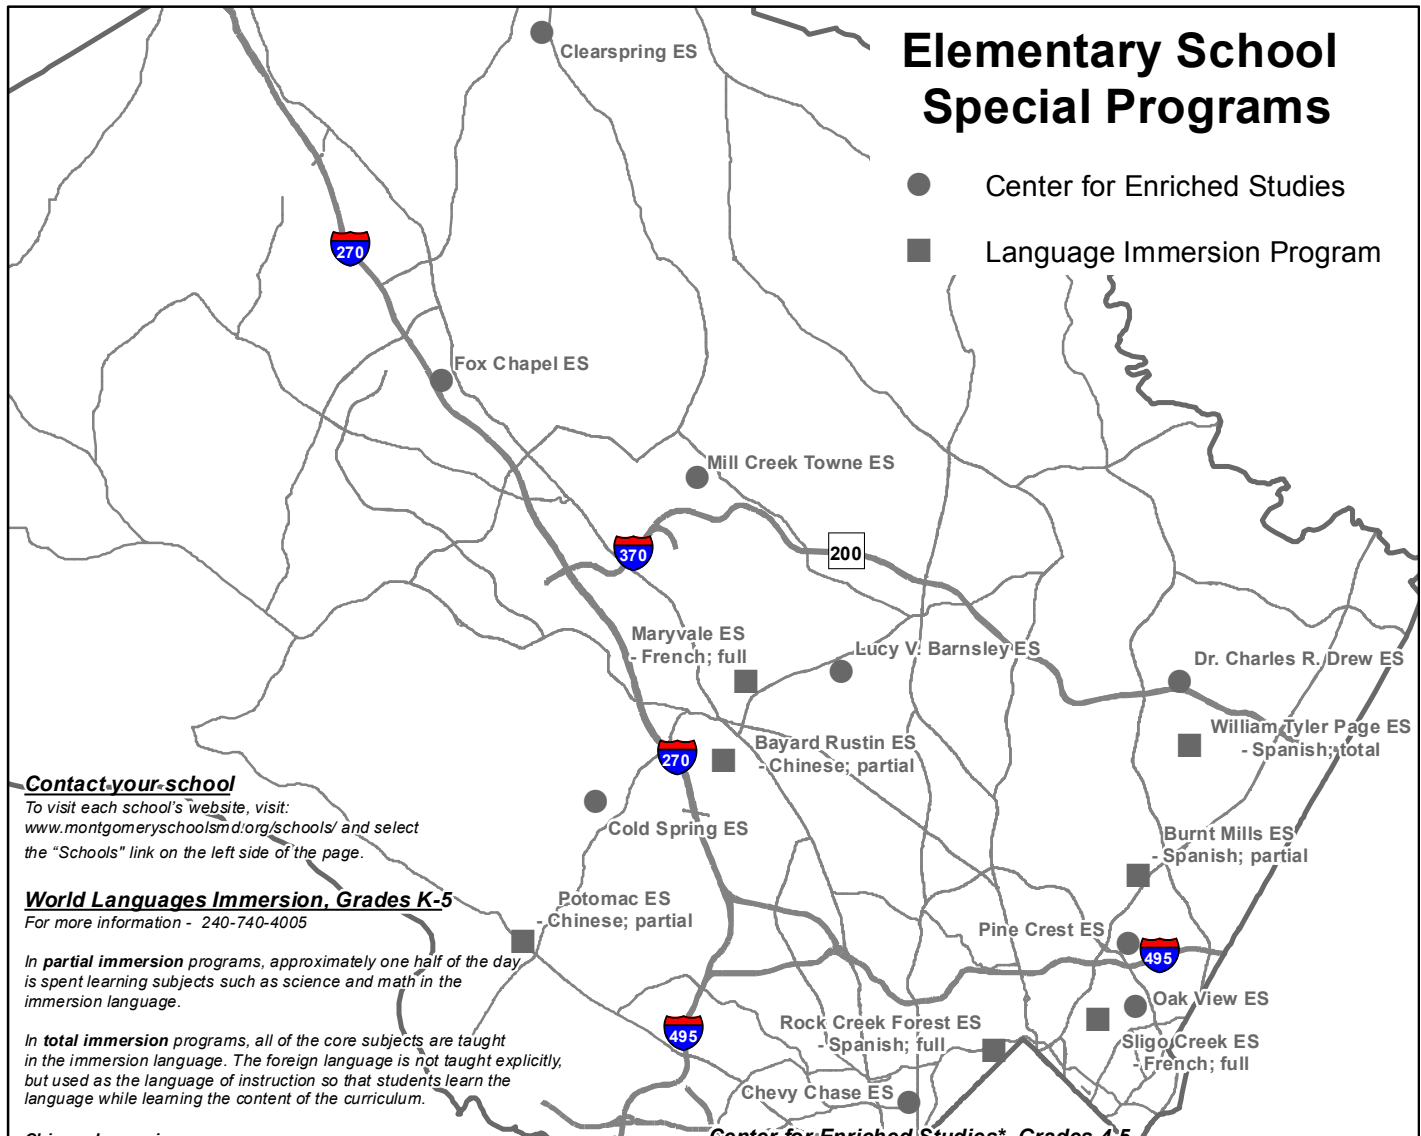 Elementary School
Special Programs
Center for Enriched Studies
Language Immersion Program
Clearspring ES
270
Fox Chapel ES
Mill Creek Towne ES
370
200
Maryvale ES
- French; full
Lucy V. Barnsley ES
Dr. Charles R. Drew ES
William Tyler Page ES
- Spanish; total
270
Bayard Rustin ES
- Chinese; partial
Cold Spring ES
Burnt Mills ES
- Spanish; partial
Potomac ES
- Chinese; partial
Pine Crest ES
495
Oak View ES
Sligo Creek ES
- French; full
Rock Creek Forest ES
- Spanish; full
495
Chevy Chase ES
Contact your school
To visit each school's website, visit:
www.montgomeryschoolsmd.org/schools/ and select
the “Schools" link on the left side of the page.
World Languages Immersion, Grades K-5
For more information - 240-740-4005
In partial immersion programs, approximately one half of the day
is spent learning subjects such as science and math in the
immersion language.
In total immersion programs, all of the core subjects are taught
in the immersion language. The foreign language is not taught explicitly,
but used as the language of instruction so that students learn the
language while learning the content of the curriculum.
Center for Enriched Studies*, Grades 4-5